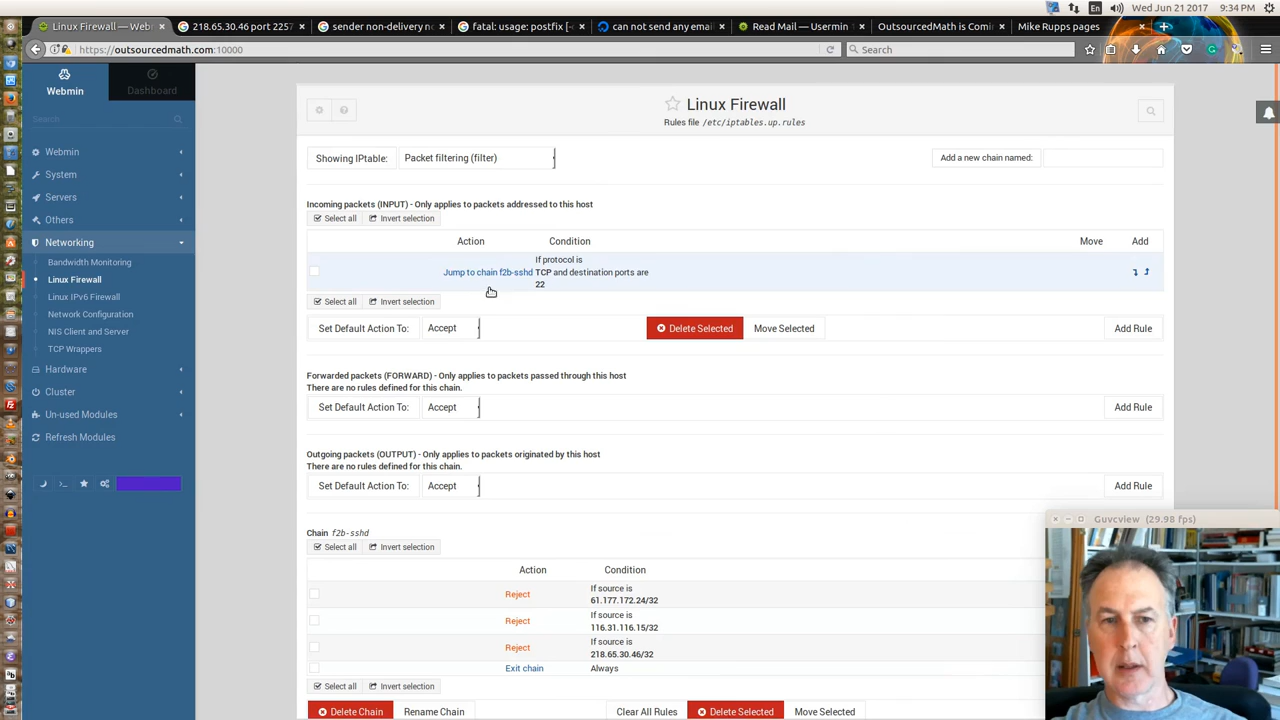 En
Wed Jun 21 2017
9:34 PM
Linux Firewall — Webm
218.65.30.46 port 2257
sender non-delivery n
fatal: usage: postfix [-
can not send any email
Read Mail — Usermin 1
OutsourcedMath is Comin
Mike Rupps pages
https://outsourcedmath.com:10000
Search
Webmin
Dashboard
Search
Webmin
System
Servers
Others
Networking
Bandwidth Monitoring
Linux Firewall
Linux IPv6 Firewall
Network Configuration
NIS Client and Server
TCP Wrappers
Hardware
Cluster
Un-used Modules
Refresh Modules
Linux Firewall
Rules file /etc/iptables.up.rules
Showing IPtable:
Packet filtering (filter)
Add a new chain named:
Incoming packets (INPUT) - Only applies to packets addressed to this host
Select all
Invert selection
Action
Condition
Move
Add
If protocol is
Jump to chain f2b-sshd
TCP and destination ports are
22
Select all
Invert selection
Set Default Action To:
Accept
Delete Selected
Move Selected
Add Rule
Forwarded packets (FORWARD) - Only applies to packets passed through this host
There are no rules defined for this chain.
Set Default Action To:
Accept
Add Rule
Outgoing packets (OUTPUT) - Only applies to packets originated by this host
There are no rules defined for this chain.
Set Default Action To:
Accept
Add Rule
Guvcview (29.98 fps)
Chain f2b-sshd
Select all
Invert selection
Action
Condition
Reject
If source is
61.177.172.24/32
Reject
If source is
116.31.116.15/32
Reject
If source is
218.65.30.46/32
Exit chain
Always
Select all
Invert selection
Delete Chain
Rename Chain
Clear All Rules
Delete Selected
Move Selected